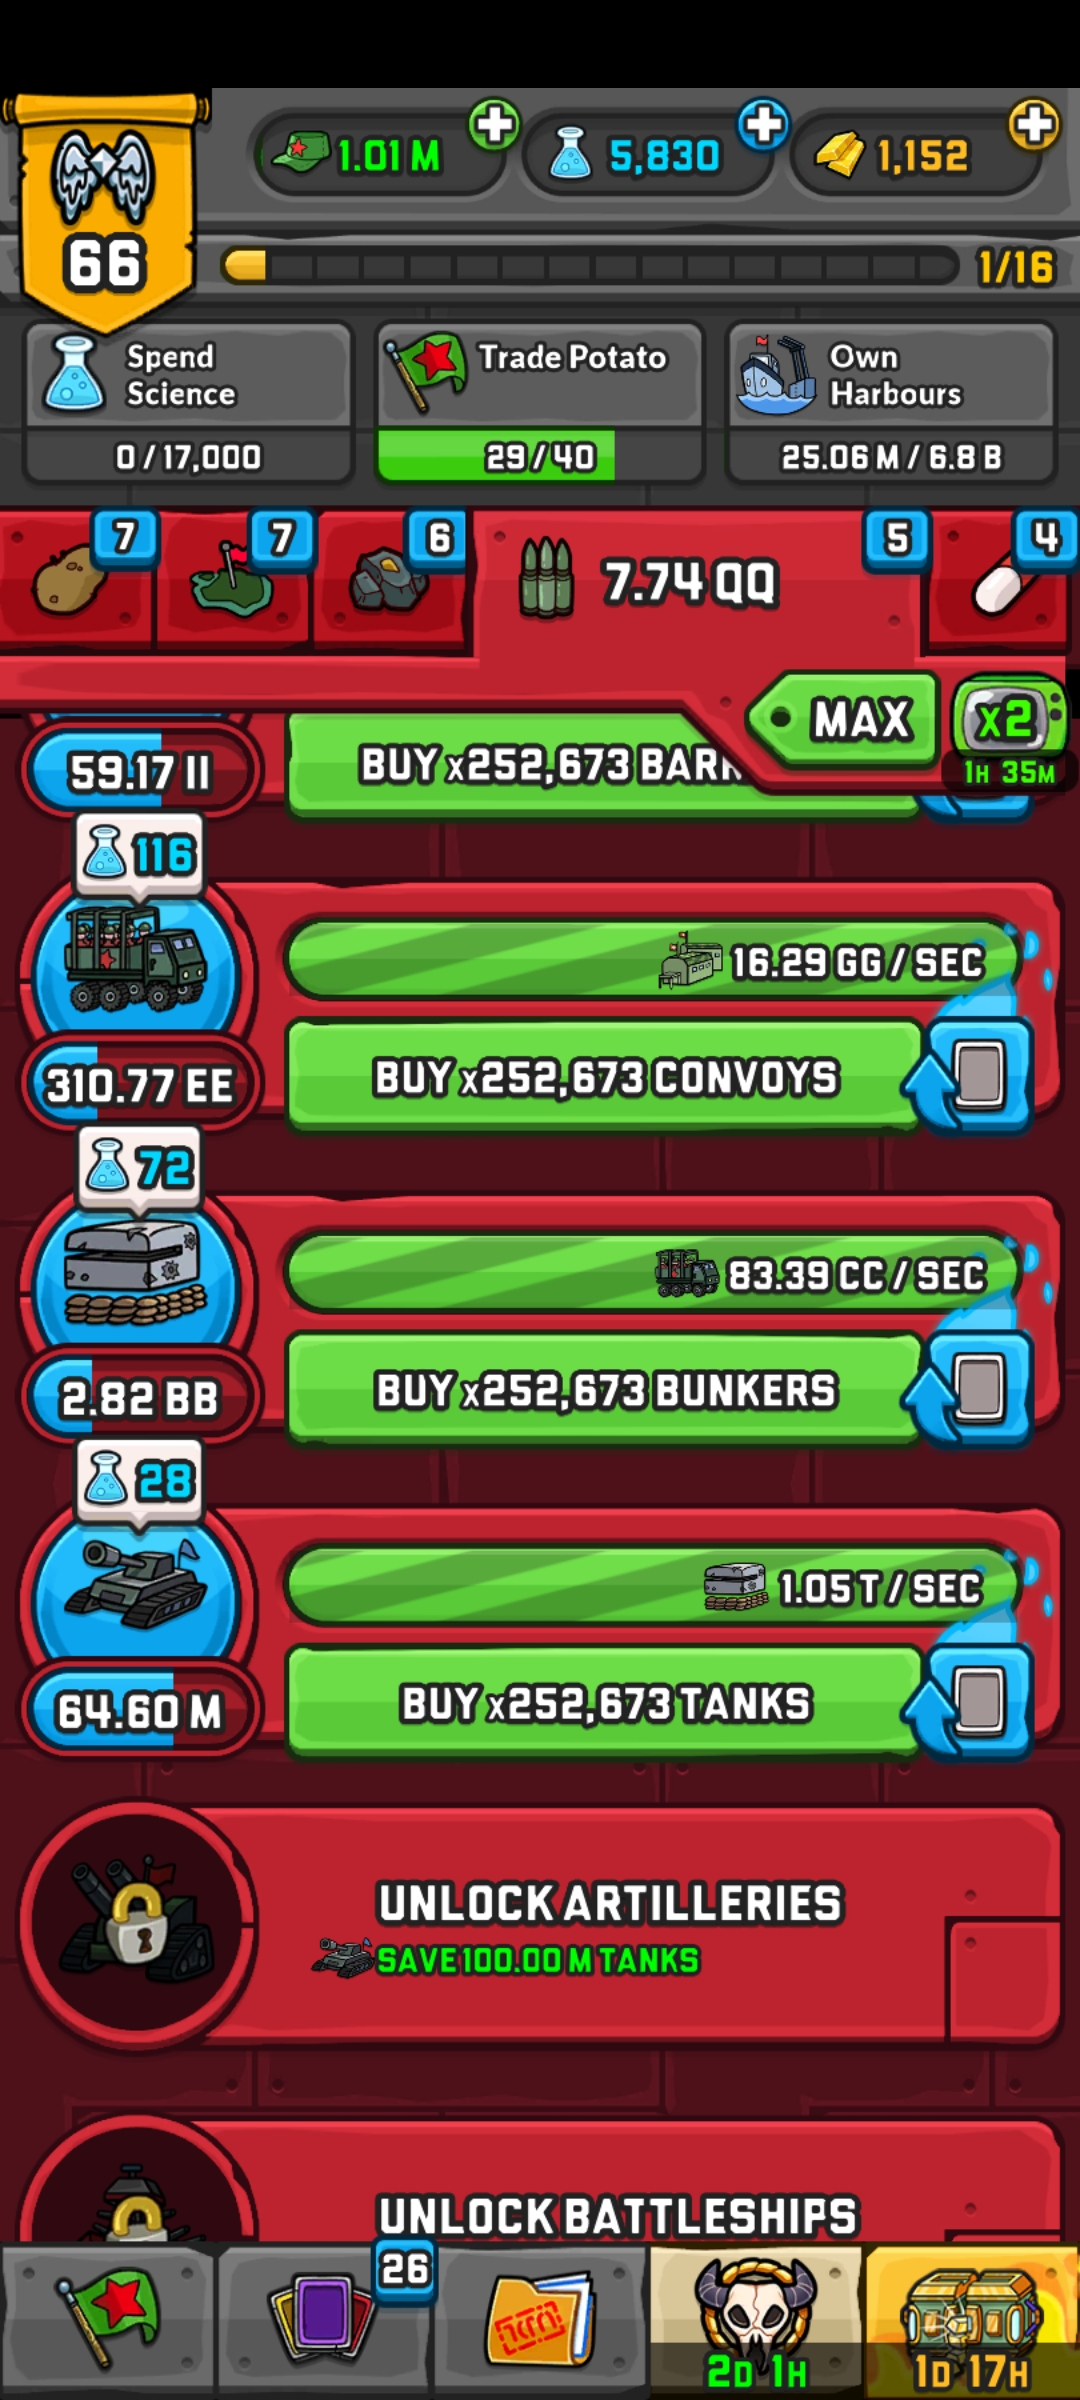 66
1.01 M
5,830
1,152
1/16
Spend
Science
0 / 17,000
Trade Potato
29 / 40
Own
Harbours
25.06 M / 6.8 B
7
7
6
7.74 QQ
5
4
MAX
x2
1H 35M
59.17 II
BUY x252,673
116
16.29 GG / SEC
310.77 EE
BUY x252,673 CONVOYS
72
83.39 CC / SEC
2.82 BB
BUY x252,673 BUNKERS
28
1.05 T / SEC
64.60 M
BUY x252,673 TANKS
UNLOCK ARTILLERIES
SAVE 100.00 M TANKS
UNLOCK BATTLESHIPS
26
2D 1H
1D 17H